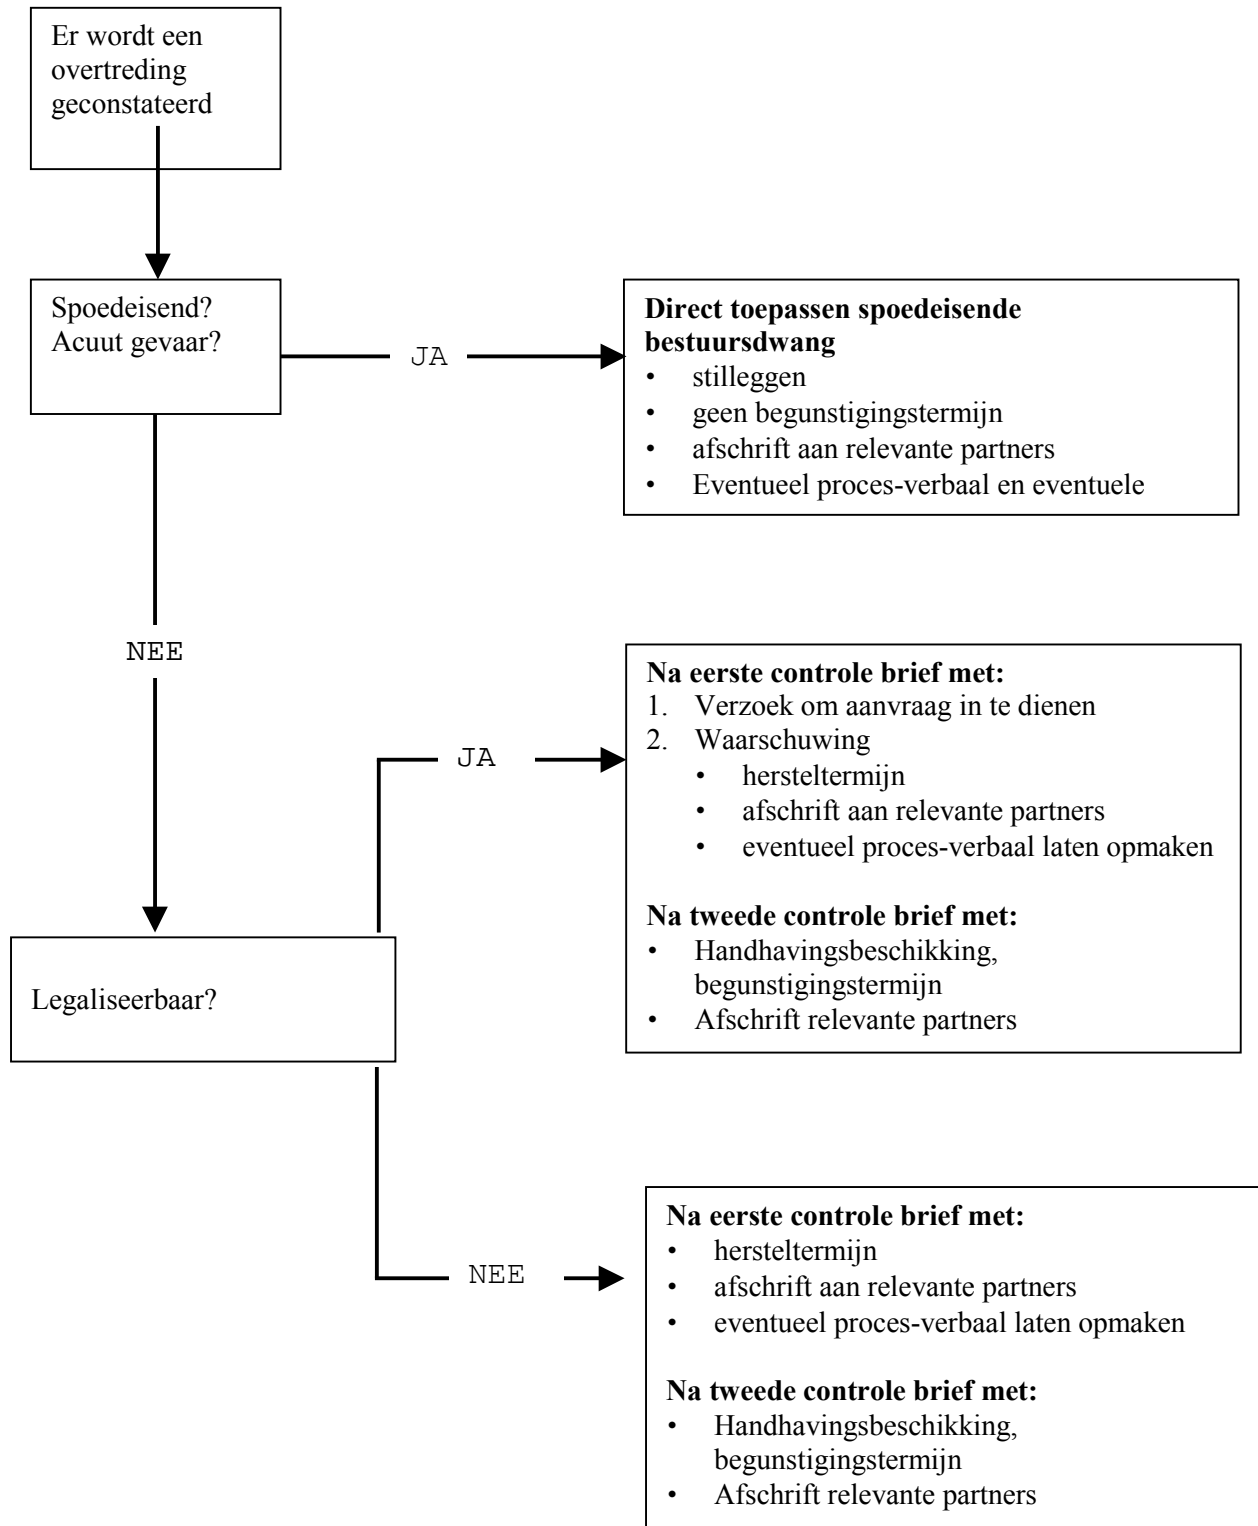 Er wordt een
overtreding
geconstateerd
Spoedeisend?
Acuut gevaar?
JA
Direct toepassen spoedeisende
bestuursdwang
• stilleggen
• geen begunstigingstermijn
• afschrift aan relevante partners
• Eventueel proces-verbaal en eventuele
NEE
Na eerste controle brief met:
1. Verzoek om aanvraag in te dienen
2. Waarschuwing
• hersteltermijn
• afschrift aan relevante partners
• eventueel proces-verbaal laten opmaken
Na tweede controle brief met:
• Handhavingsbeschikking,
begunstigingstermijn
• Afschrift relevante partners
JA
Legaliseerbaar?
NEE
Na eerste controle brief met:
• hersteltermijn
• afschrift aan relevante partners
• eventueel proces-verbaal laten opmaken
Na tweede controle brief met:
• Handhavingsbeschikking,
begunstigingstermijn
• Afschrift relevante partners